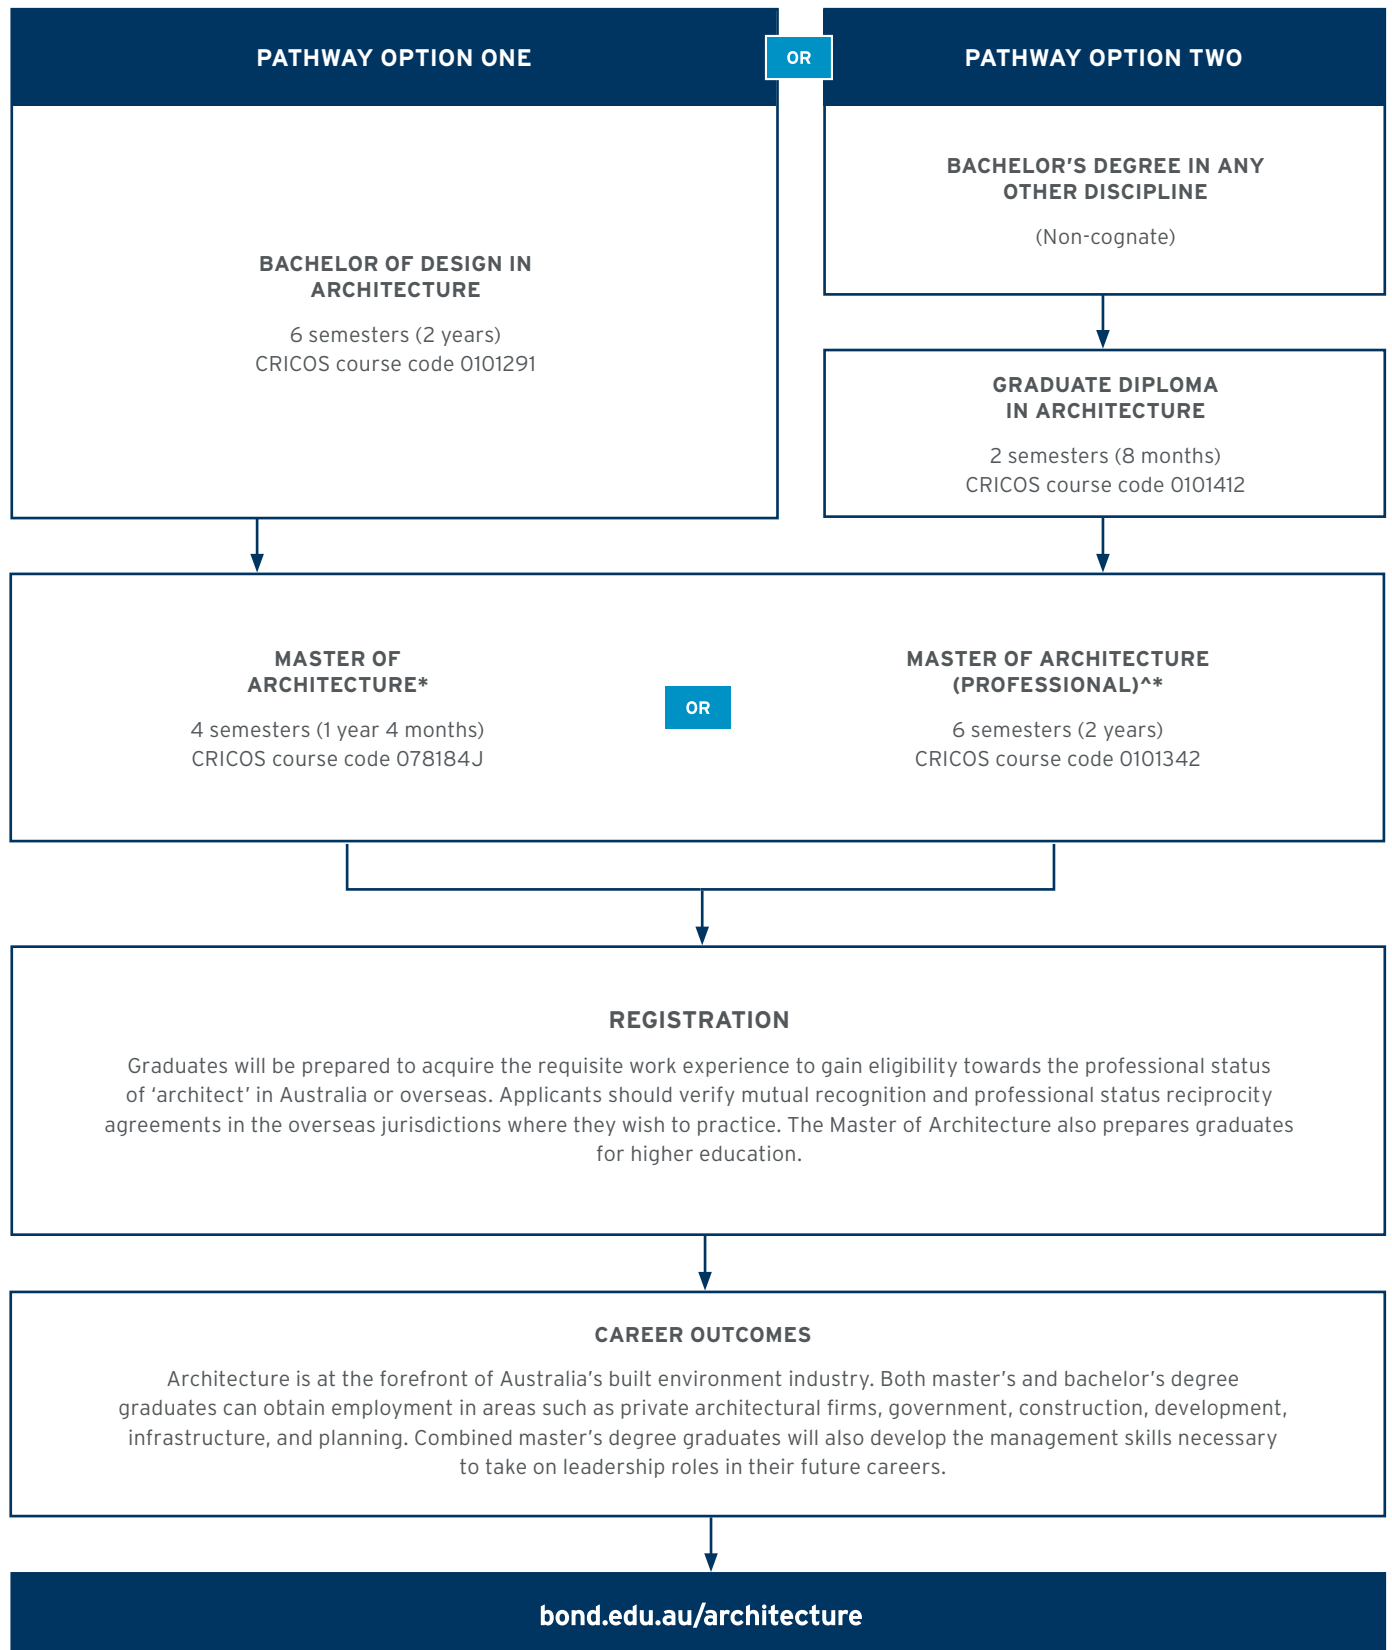 PATHWAY OPTION ONE
OR
PATHWAY OPTION TWO
BACHELOR OF DESIGN IN
ARCHITECTURE
6 semesters (2 years)
CRICOS course code 0101291
BACHELOR’S DEGREE IN ANY
OTHER DISCIPLINE
(Non-cognate)
GRADUATE DIPLOMA
IN ARCHITECTURE
2 semesters (8 months)
CRICOS course code 0101412
MASTER OF
ARCHITECTURE*
4 semesters (1 year 4 months)
CRICOS course code 078184J
OR
MASTER OF ARCHITECTURE
(PROFESSIONAL)^*
6 semesters (2 years)
CRICOS course code 0101342
REGISTRATION
Graduates will be prepared to acquire the requisite work experience to gain eligibility towards the professional status
of ‘architect’ in Australia or overseas. Applicants should verify mutual recognition and professional status reciprocity
agreements in the overseas jurisdictions where they wish to practice. The Master of Architecture also prepares graduates
for higher education.
CAREER OUTCOMES
Architecture is at the forefront of Australia’s built environment industry. Both master’s and bachelor’s degree
graduates can obtain employment in areas such as private architectural firms, government, construction, development,
infrastructure, and planning. Combined master’s degree graduates will also develop the management skills necessary
to take on leadership roles in their future careers.
bond.edu.au/architecture